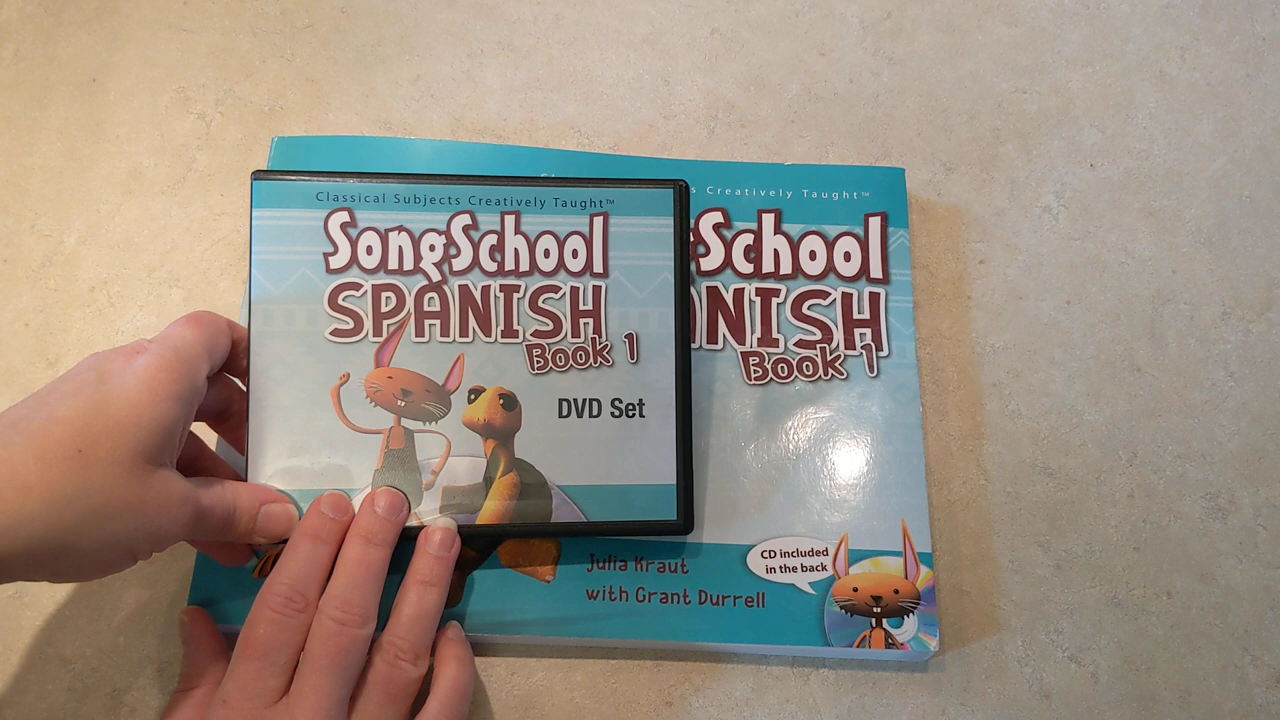 Classical Subjects Creatively Taught™
SongSchool
SPANISH
Book 1
DVD Set
Creatively Taught™
School
NISH
Book 1
Julia Kraut
with Grant Durrell
CD included
in the back